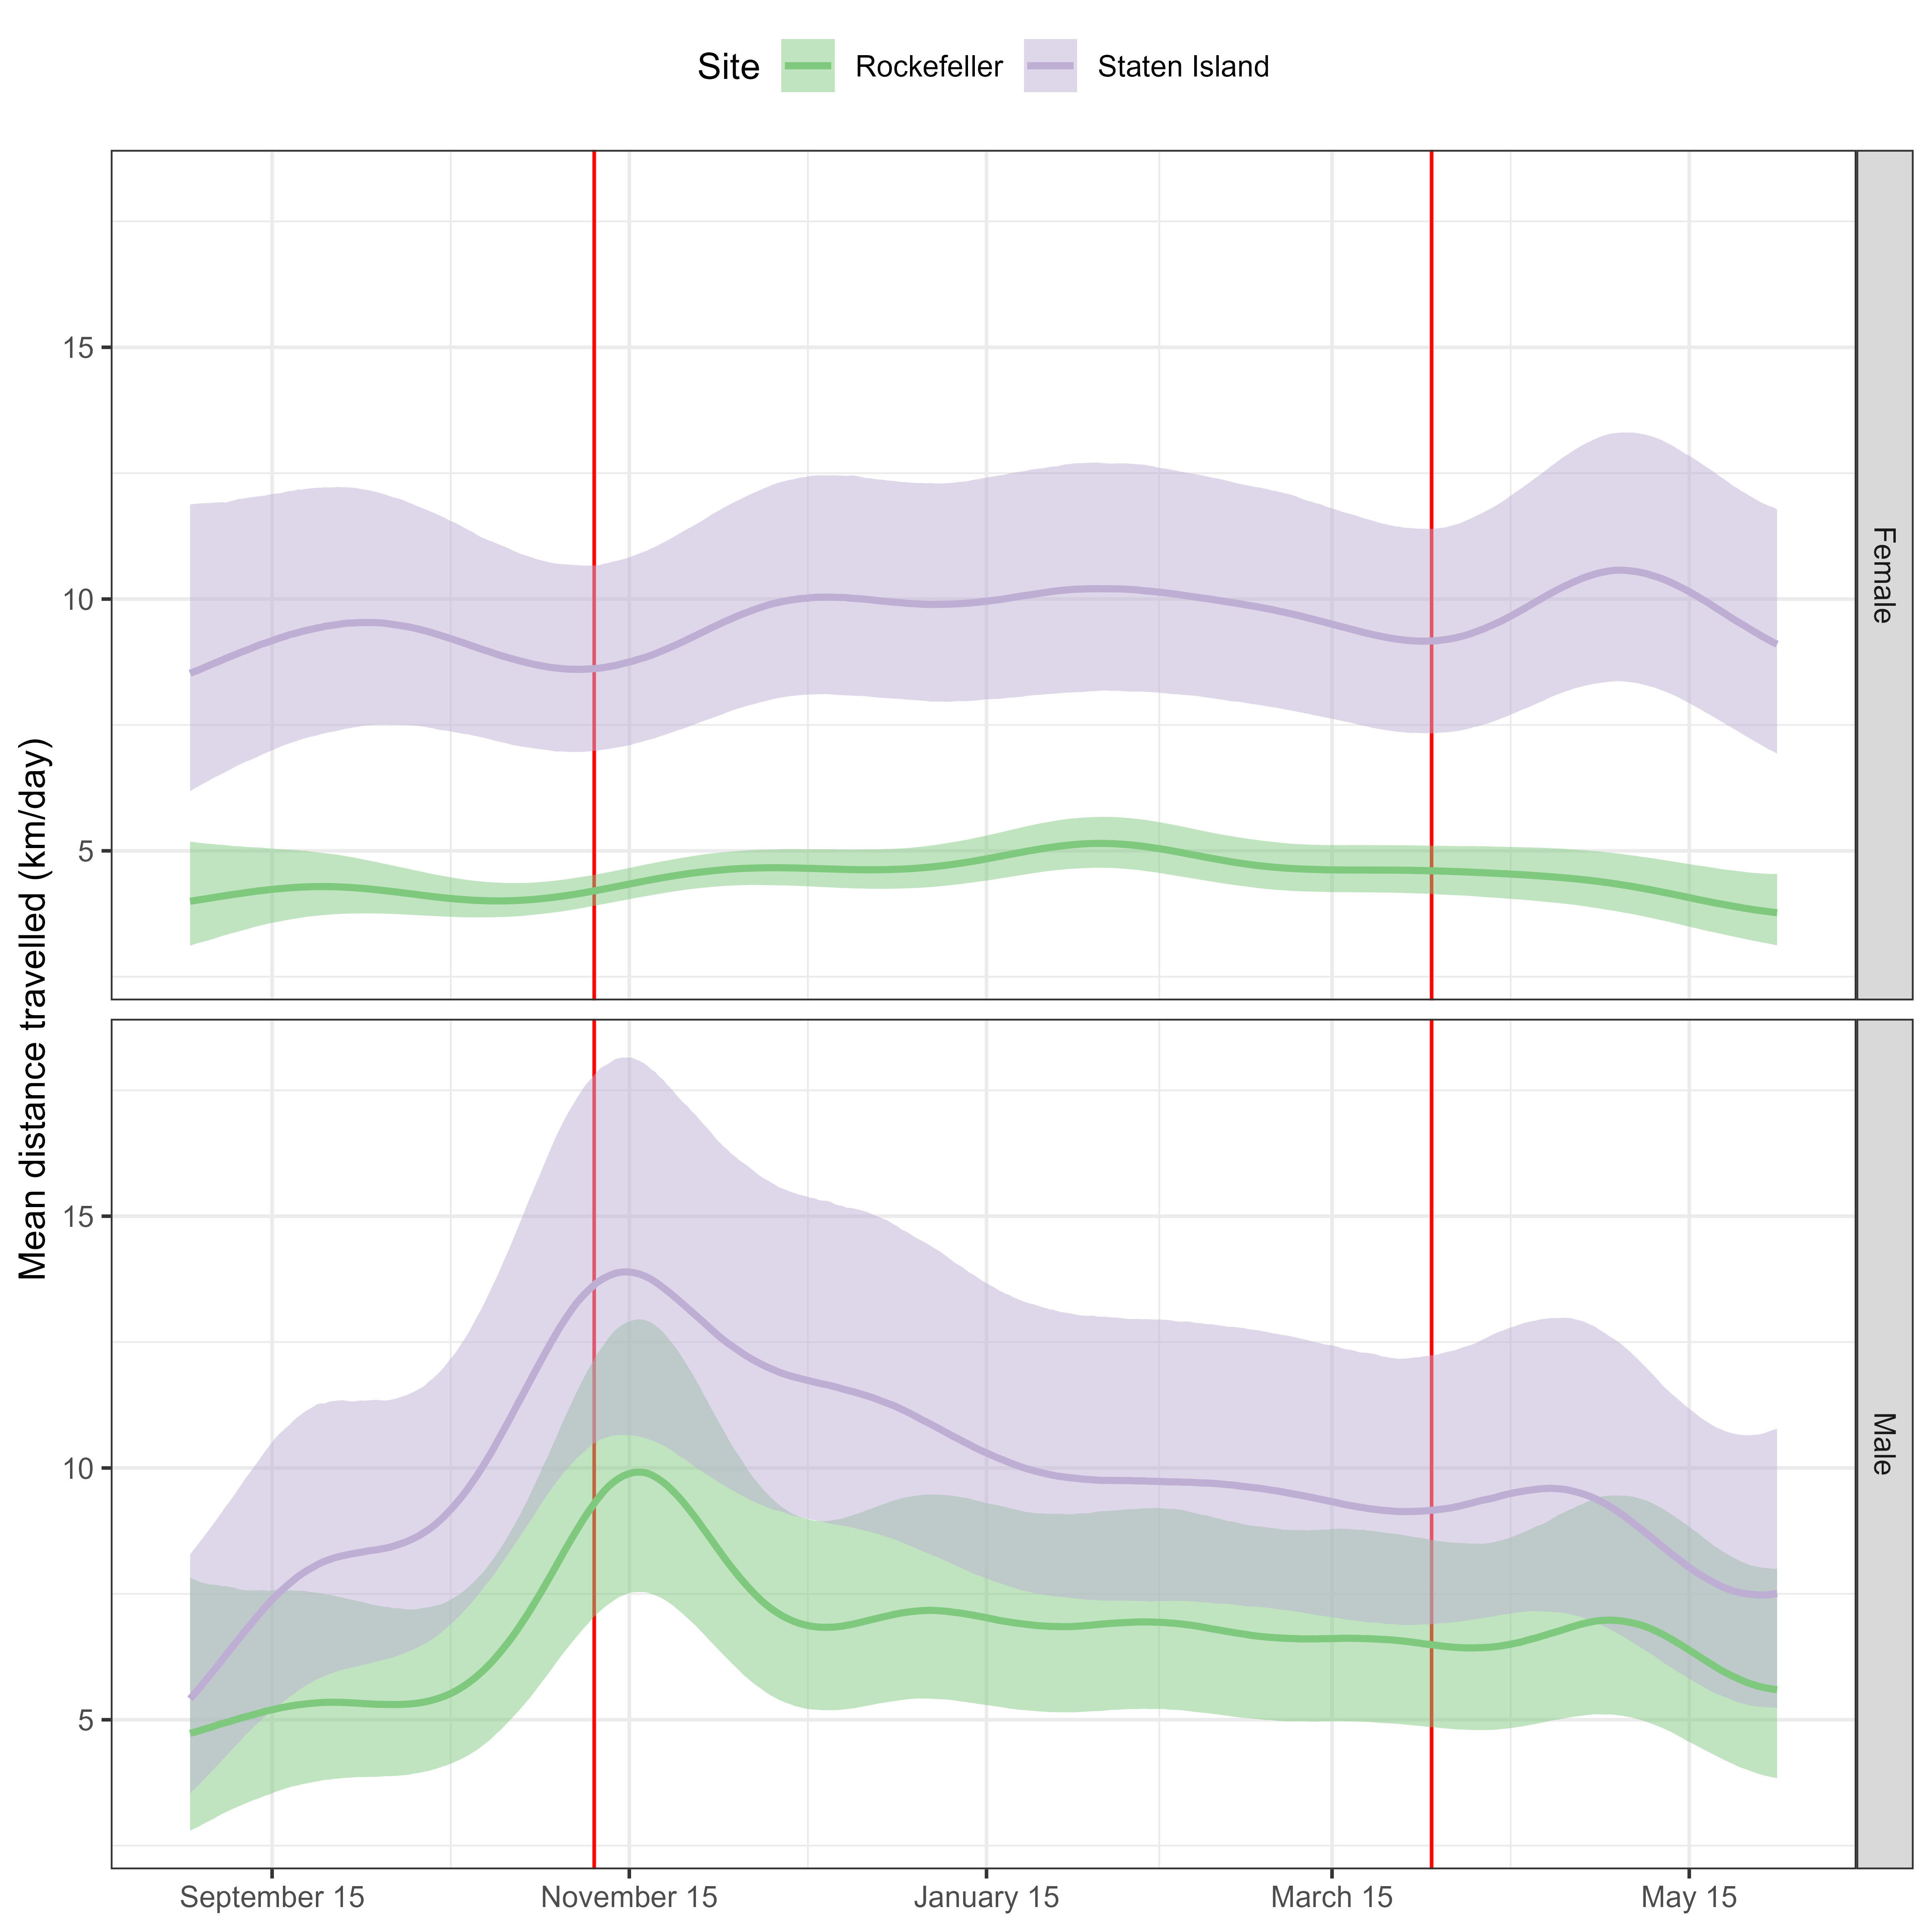 Site Rockefeller Staten Island
Mean distance travelled (km/day)
15
10
5
Female
15
10
5
Male
September 15 November 15 January 15 March 15 May 15